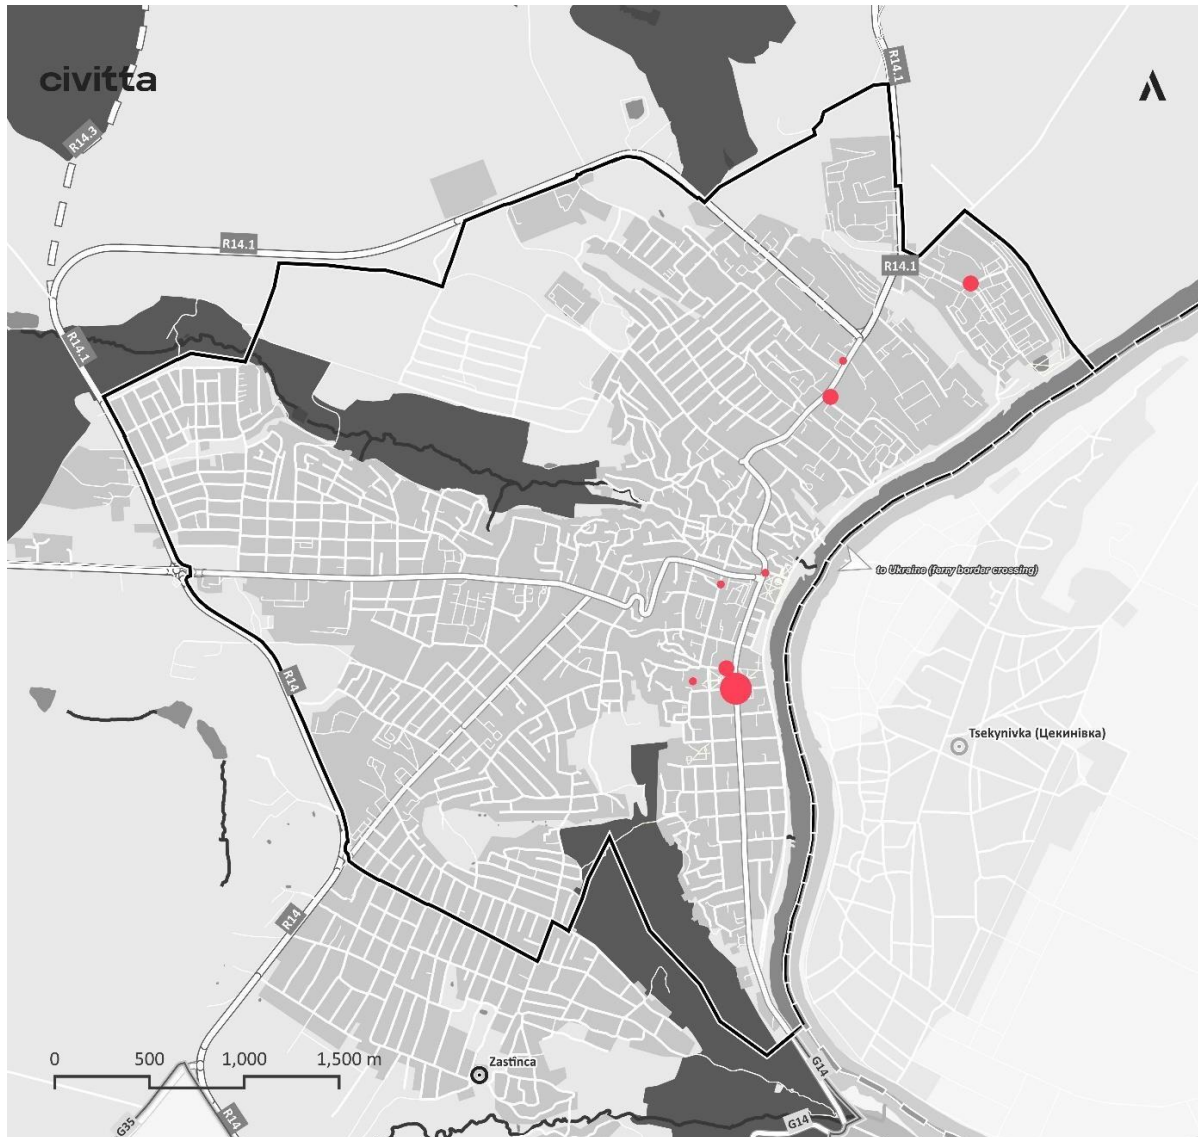 R14.1
civitta
R14.3
R14.1
R14.1
R14.1
to Ukraine (ferry border crossing)
R14
Tsekynivka (Цекинівка)
R14
0 500 1,000 1,500 m
Zastinca
G14
G35
R14
G14